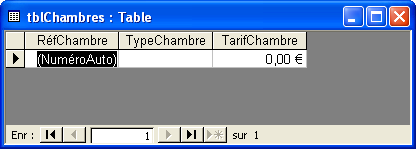 tblChambres : Table
RéfChambre TypeChambre TarifChambre
(NuméroAuto) 0,00 €
Enr : 1 sur 1